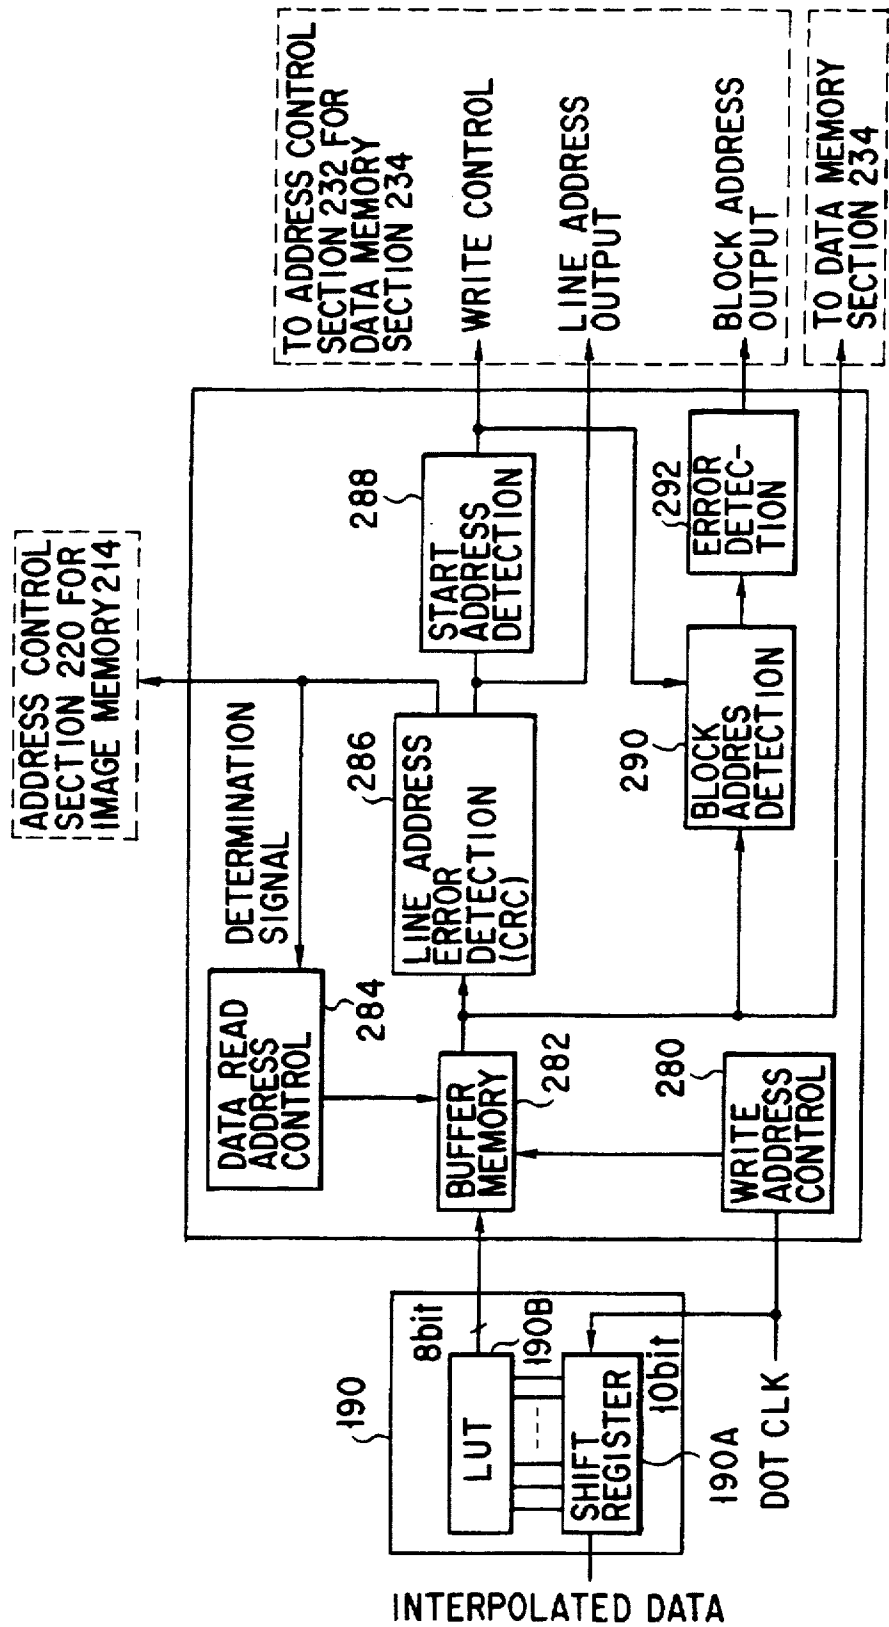 ADDRESS CONTROL
SECTION 220 FOR
IMAGE MEMORY 214
TO ADDRESS CONTROL
SECTION 232 FOR
DATA MEMORY
SECTION 234
WRITE CONTROL
LINE ADDRESS
OUTPUT
BLOCK ADDRESS
OUTPUT
TO DATA MEMORY
SECTION 234
DETERMINATION
SIGNAL
DATA READ
ADDRESS
CONTROL
284
286
LINE ADDRESS
ERROR
DETECTION
(CRC)
288
START
ADDRESS
DETECTION
BUFFER
MEMORY
282
290
BLOCK
ADDRES
DETECTION
292
ERROR
DETEC-
TION
280
WRITE
ADDRESS
CONTROL
190
8bit
LUT
190B
SHIFT
REGISTER
10bit
190A
DOT CLK
INTERPOLATED DATA